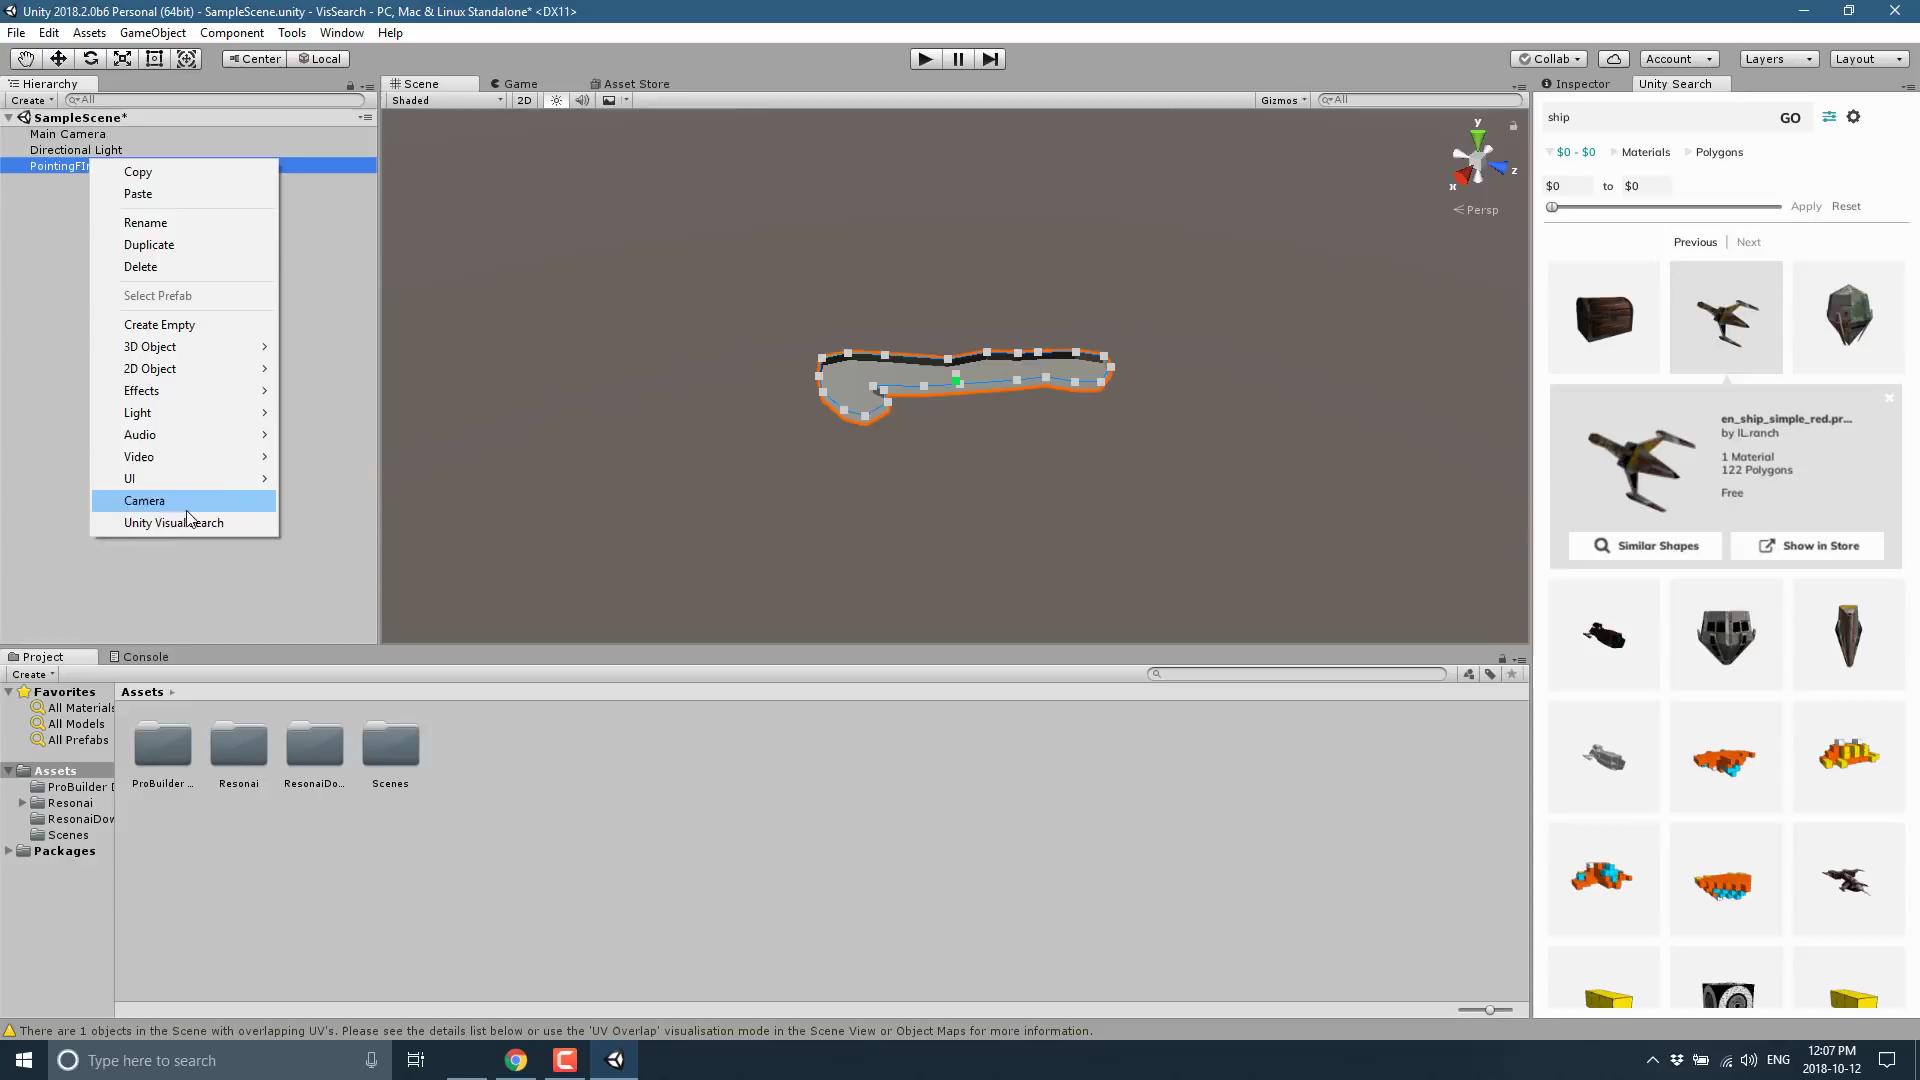 Unity 2018.2.0b6 Personal (64bit) - SampleScene.unity - VisSearch - PC, Mac & Linux Standalone* <DX11>
File Edit Assets GameObject Component Tools Window Help
Center Local Collab Account Layers Layout
Hierarchy Scene Game Asset Store Inspector Unity Search
Create All Shaded 2D Gizmos All
SampleScene*
Main Camera
Directional Light
Copy
Paste
Rename
Duplicate
Delete
Select Prefab
Create Empty
3D Object
2D Object
Effects
Light
Audio
Video
UI
Camera
Unity Visual
y
x
z
Persp
ship GO
$0 - $0 Materials Polygons
$0 to $0
Apply Reset
Previous Next
en_ship_simple_red.pr...
by IL.ranch
1 Material
122 Polygons
Free
Similar Shapes Show in Store
Project Console
Create
Favorites
All Materials
All Models
All Prefabs
Assets
ProBuilder
Resonai
ResonaiDow
Scenes
Packages
Assets
ProBuilder ...
Resonai
ResonaiDo...
Scenes
There are 1 objects in the Scene with overlapping UV's. Please see the details list below or use the 'UV Overlap' visualisation mode in the Scene View or Object Maps for more information.
Type here to search
ENG
12:07 PM
2018-10-12